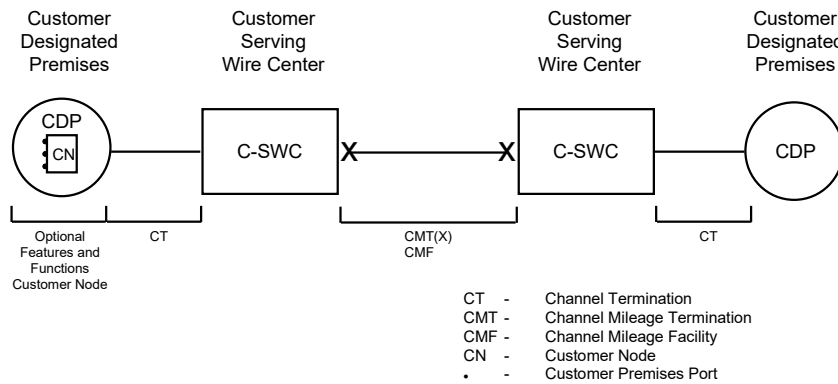 Customer
Designated
Premises
Customer
Serving
Wire Center
Customer
Serving
Wire Center
Customer
Designated
Premises
CDP
CN
C-SWC
X
X
C-SWC
CDP
Optional
Features and
Functions
Customer Node
CT
CMT(X)
CMF
CT
CT - Channel Termination
CMT - Channel Mileage Termination
CMF - Channel Mileage Facility
CN - Customer Node
• - Customer Premises Port